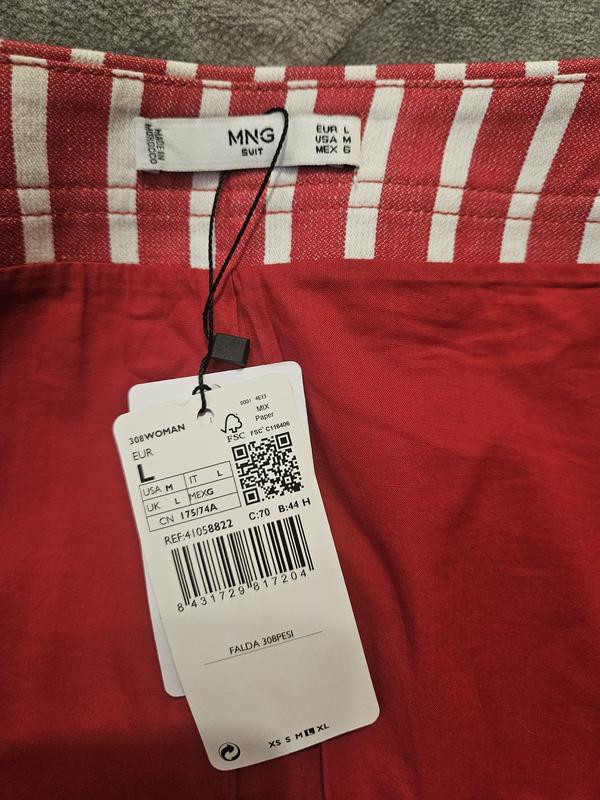 MADE IN
MOROCCO
MNG
SUIT
EUR L
USA M
MEX G
308WOMAN
EUR
L
USA M IT L
UK L MEX G
CN 175/74A
0001 4E33
MIX
Paper
FSC FSC® C116406
REF:41058822 C:70 B:44 H
8 431729 817204
FALDA 308PESI
XS S M L XL